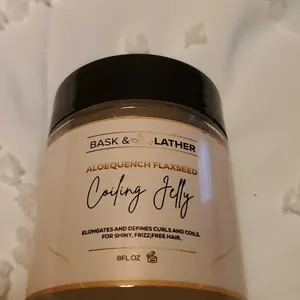 BASK & LATHER
ALOEQUENCH FLAXSEED
Coiling Jelly
ELONGATES AND DEFINES CURLS AND COILS.
FOR SHINY, FRIZZ FREE HAIR.
8FL OZ